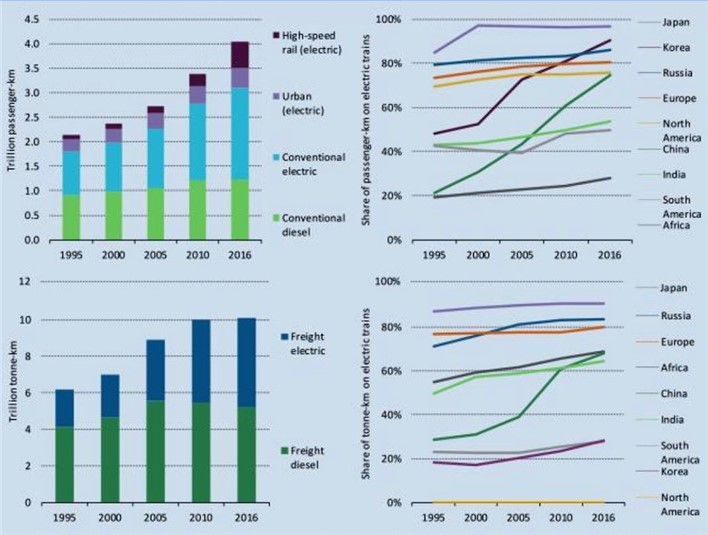 4.5
4.0
3.5
3.0
2.5
2.0
1.5
1.0
0.5
0.0
Trillion passenger-km
1995 2000 2005 2010 2016
High-speed
rail (electric)
Urban
(electric)
Conventional
electric
Conventional
diesel
100%
80%
60%
40%
20%
0%
Share of passenger-km on electric trains
1995 2000 2005 2010 2016
Japan
Korea
Russia
Europe
North
America
China
India
South
America
Africa
12
10
8
6
4
2
0
Trillion tonne-km
1995 2000 2005 2010 2016
Freight
electric
Freight
diesel
100%
80%
60%
40%
20%
0%
Share of tonne-km on electric trains
1995 2000 2005 2010 2016
Japan
Russia
Europe
Africa
China
India
South
America
Korea
North
America